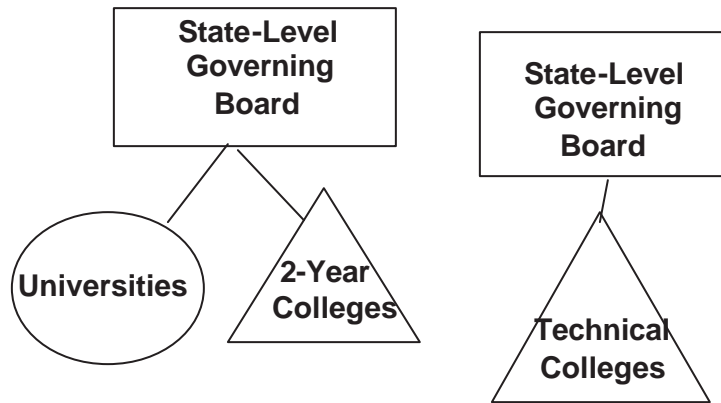 State-Level
Governing
Board
State-Level
Governing
Board
Universities
2-Year
Colleges
Technical
Colleges